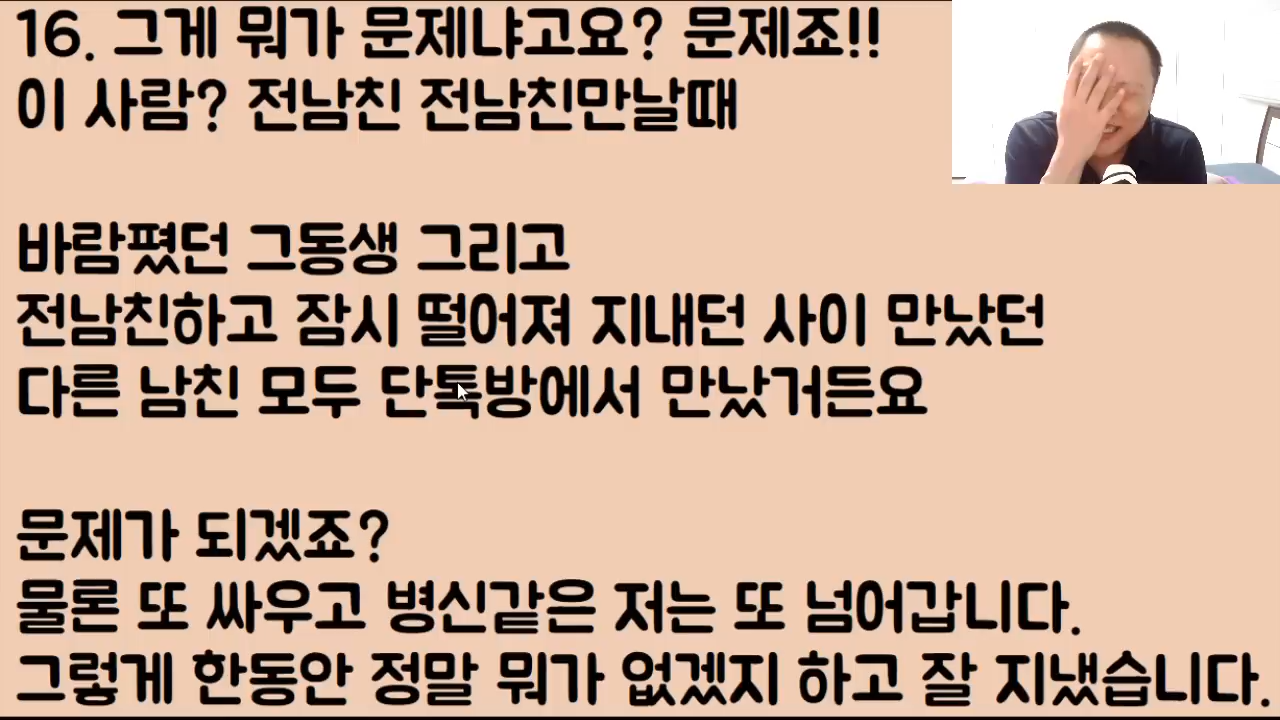 16. 그게 뭐가 문제냐고요? 문제죠!!
이 사람? 전남친 전남친만날때
바람폈던 그동생 그리고
전남친하고 잠시 떨어져 지내던 사이 만났던
다른 남친 모두 단톡방에서 만났거든요
문제가 되겠죠?
물론 또 싸우고 병신같은 저는 또 넘어갑니다.
그렇게 한동안 정말 뭐가 없겠지 하고 잘 지냈습니다.